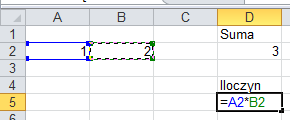 A B C D
1 Suma
2 1 2 3
3
4 Iloczyn
5 =A2*B2